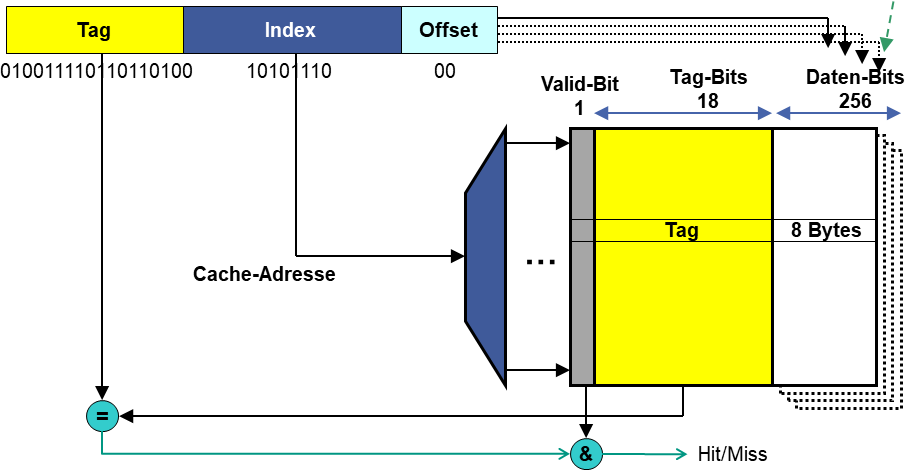 Tag Index Offset
010011110110110100 10101110 00
Valid-Bit Tag-Bits Daten-Bits
1 18 256
Tag 8 Bytes
...
Cache-Adresse
=
& Hit/Miss